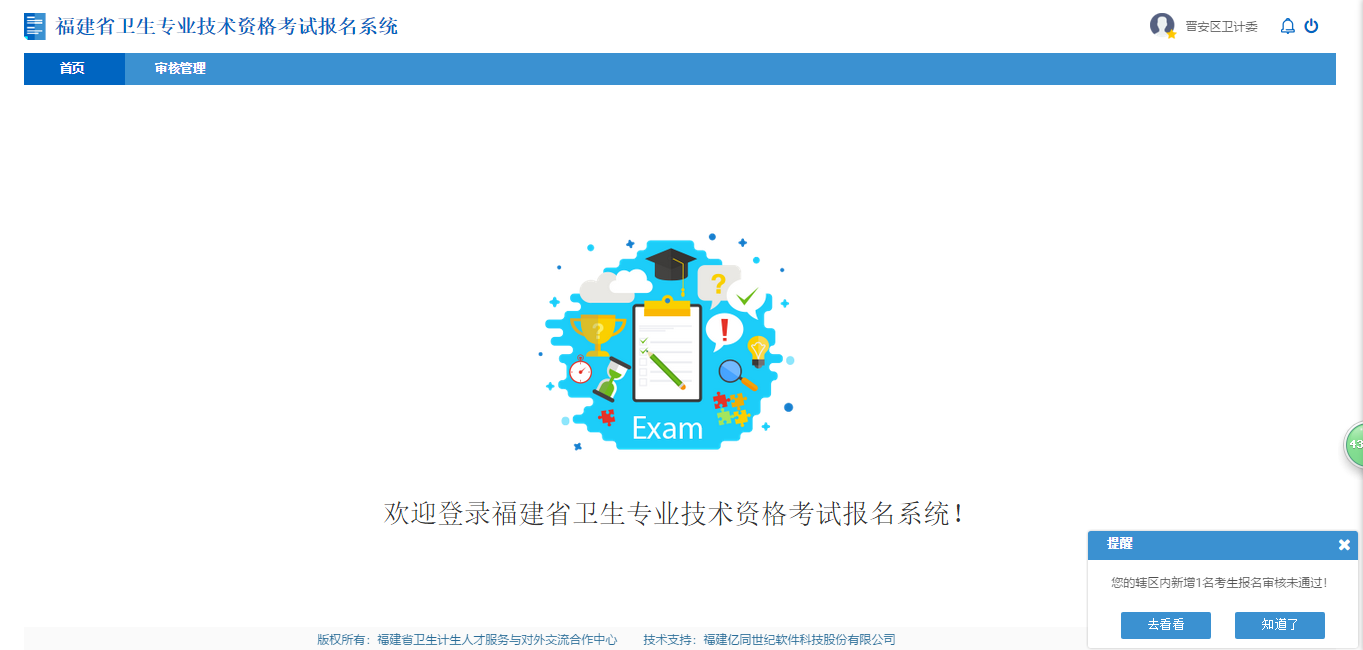 福建省卫生专业技术资格考试报名系统
晋安区卫计委
首页 审核管理
?
?
!
Exam
43
欢迎登录福建省卫生专业技术资格考试报名系统！
提醒
您的辖区内新增1名考生报名审核未通过！
去看看 知道了
版权所有：福建省卫生计生人才服务与对外交流合作中心 技术支持：福建亿同世纪软件科技股份有限公司